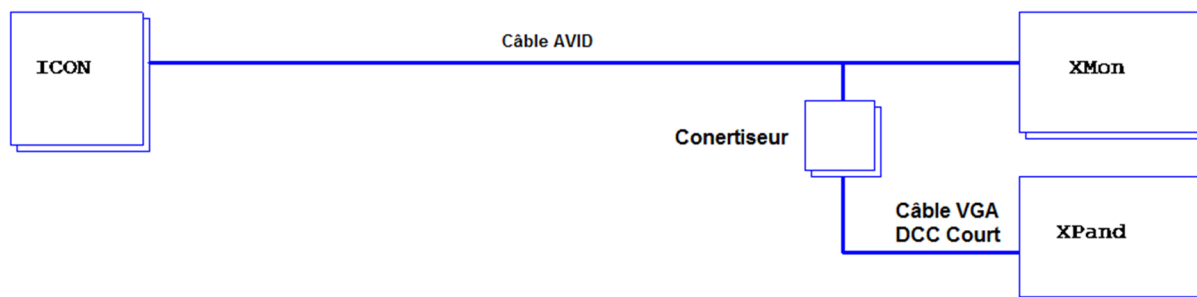 Câble AVID
ICON
XMon
Conertiseur
Câble VGA
DCC Court
XPand